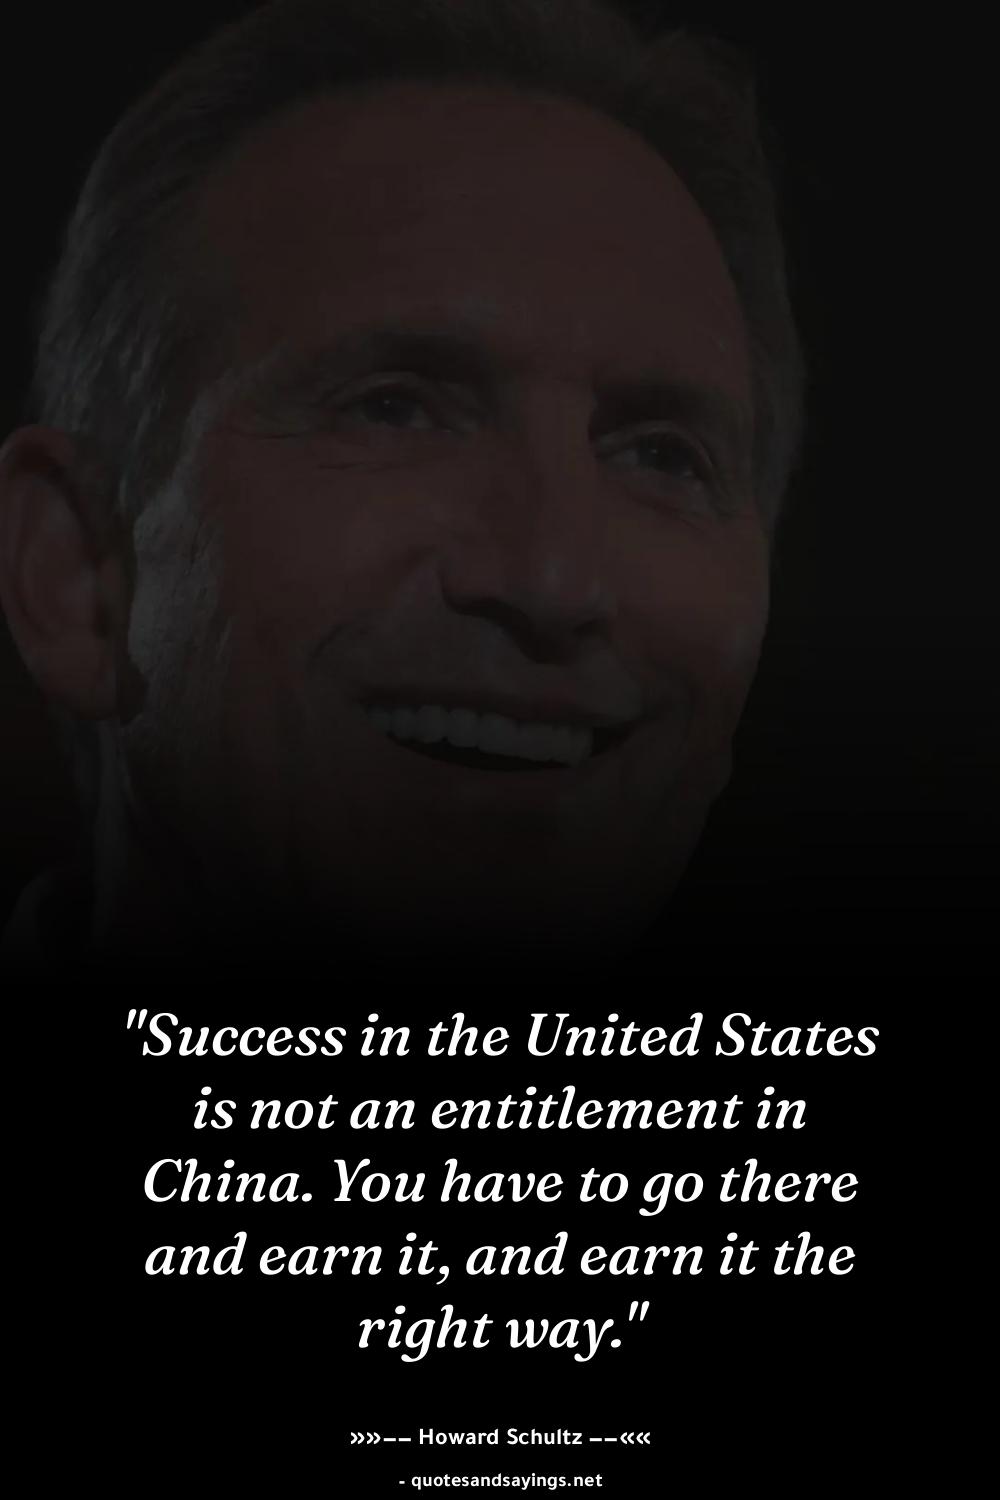 "Success in the United States
is not an entitlement in
China. You have to go there
and earn it, and earn it the
right way."
»»−− Howard Schultz −−««
- quotesandsayings.net